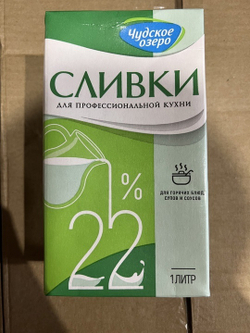 Чудское
озеро
СЛИВКИ
ДЛЯ ПРОФЕССИОНАЛЬНОЙ КУХНИ
%
22
ДЛЯ ГОРЯЧИХ БЛЮД,
СУПОВ И СОУСОВ
1 ЛИТР